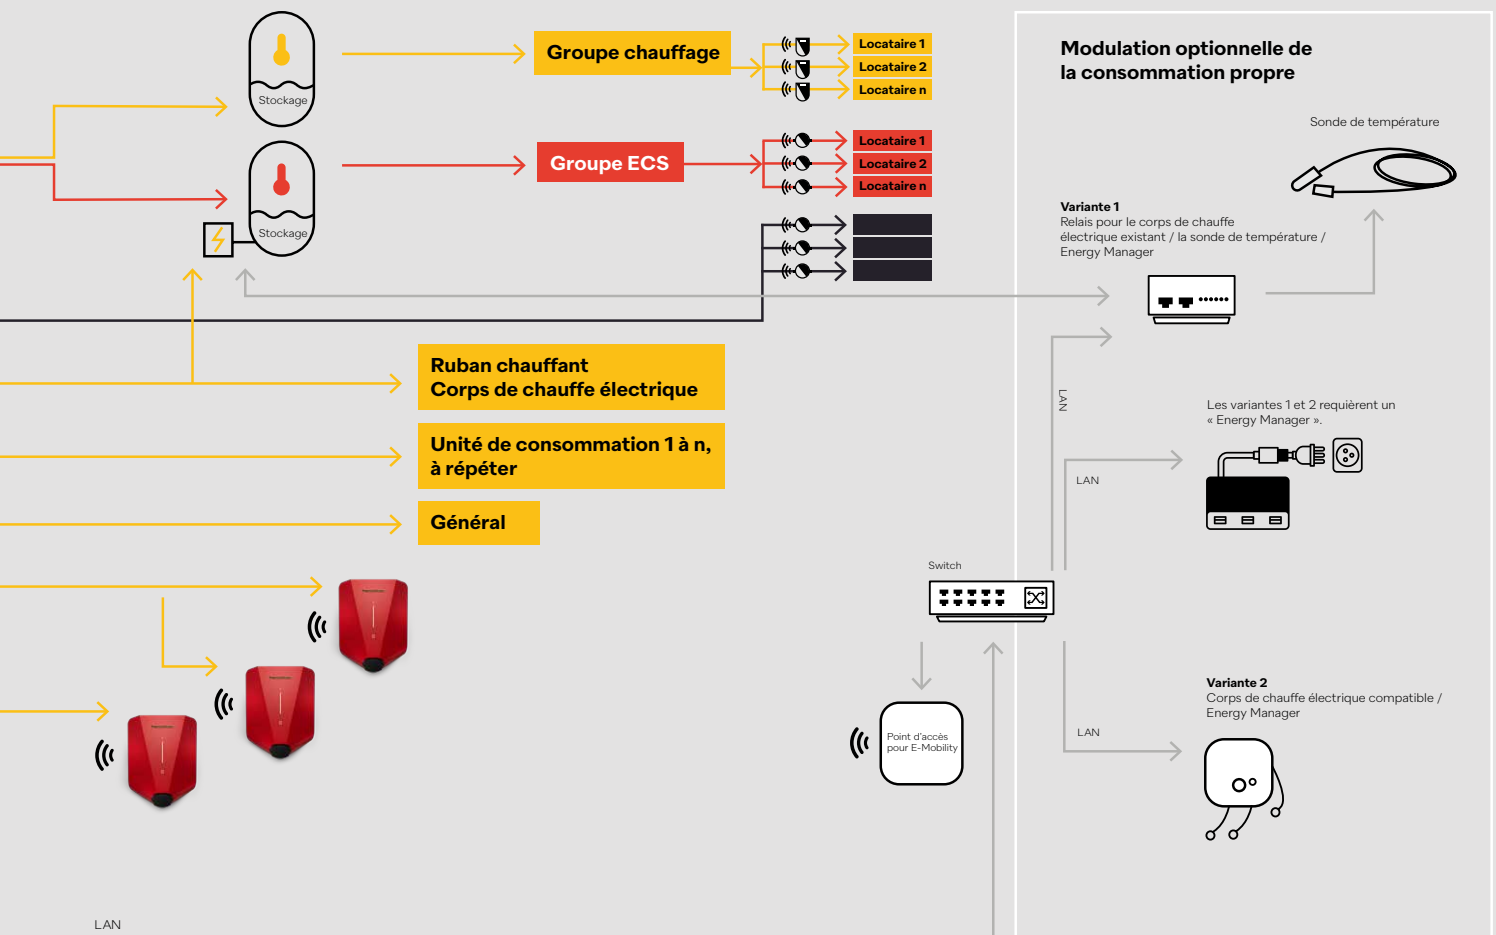 Stockage
Groupe chauffage
Locataire 1
Locataire 2
Locataire n
Stockage
Groupe ECS
Locataire 1
Locataire 2
Locataire n
Ruban chauffant
Corps de chauffe électrique
Unité de consommation 1 à n,
à répéter
Général
Switch
Point d'accès
pour E-Mobility
LAN
Modulation optionnelle de
la consommation propre
Sonde de température
Variante 1
Relais pour le corps de chauffe
électrique existant / la sonde de température /
Energy Manager
LAN
Les variantes 1 et 2 requièrent un
« Energy Manager ».
LAN
Variante 2
Corps de chauffe électrique compatible /
Energy Manager
LAN